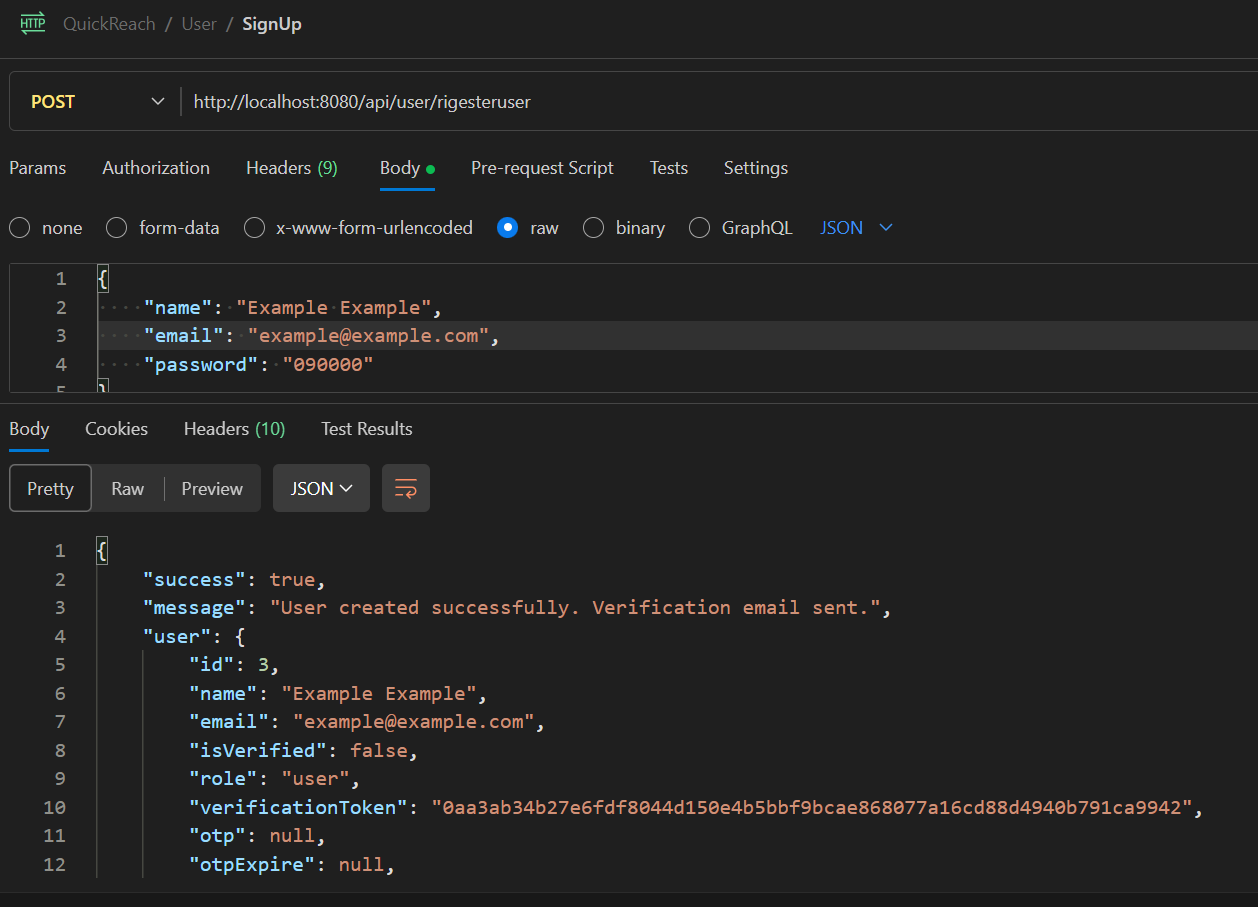 HTTP QuickReach / User / SignUp
POST http://localhost:8080/api/user/rigesteruser
Params Authorization Headers (9) Body Pre-request Script Tests Settings
none form-data x-www-form-urlencoded raw binary GraphQL JSON
1 {
2 "name": "Example Example",
3 "email": "example@example.com",
4 "password": "090000"
5 }
Body Cookies Headers (10) Test Results
Pretty Raw Preview JSON
1 {
2 "success": true,
3 "message": "User created successfully. Verification email sent.",
4 "user": {
5 "id": 3,
6 "name": "Example Example",
7 "email": "example@example.com",
8 "isVerified": false,
9 "role": "user",
10 "verificationToken": "0aa3ab34b27e6fdf8044d150e4b5bbf9bcae868077a16cd88d4940b791ca9942",
11 "otp": null,
12 "otpExpire": null,